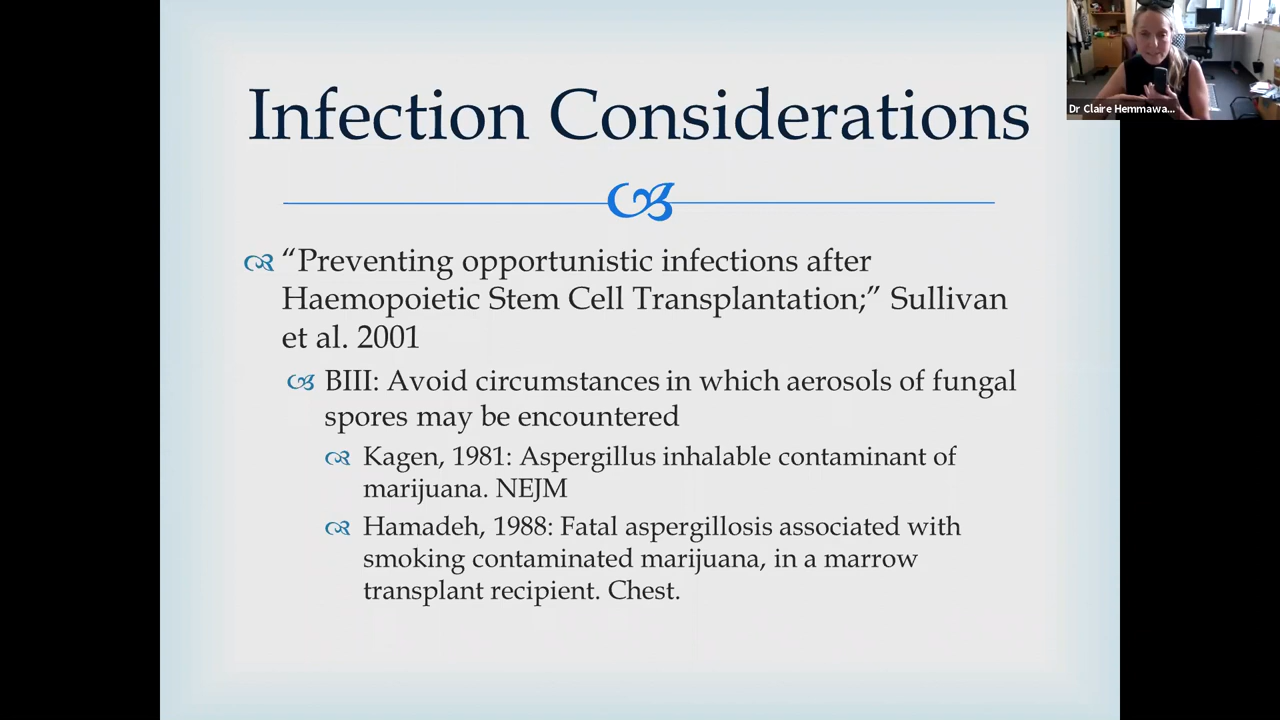 Infection Considerations
“Preventing opportunistic infections after
Haemopoietic Stem Cell Transplantation;” Sullivan
et al. 2001
BIII: Avoid circumstances in which aerosols of fungal
spores may be encountered
Kagen, 1981: Aspergillus inhalable contaminant of
marijuana. NEJM
Hamadeh, 1988: Fatal aspergillosis associated with
smoking contaminated marijuana, in a marrow
transplant recipient. Chest.
Dr Claire Hemmawa...